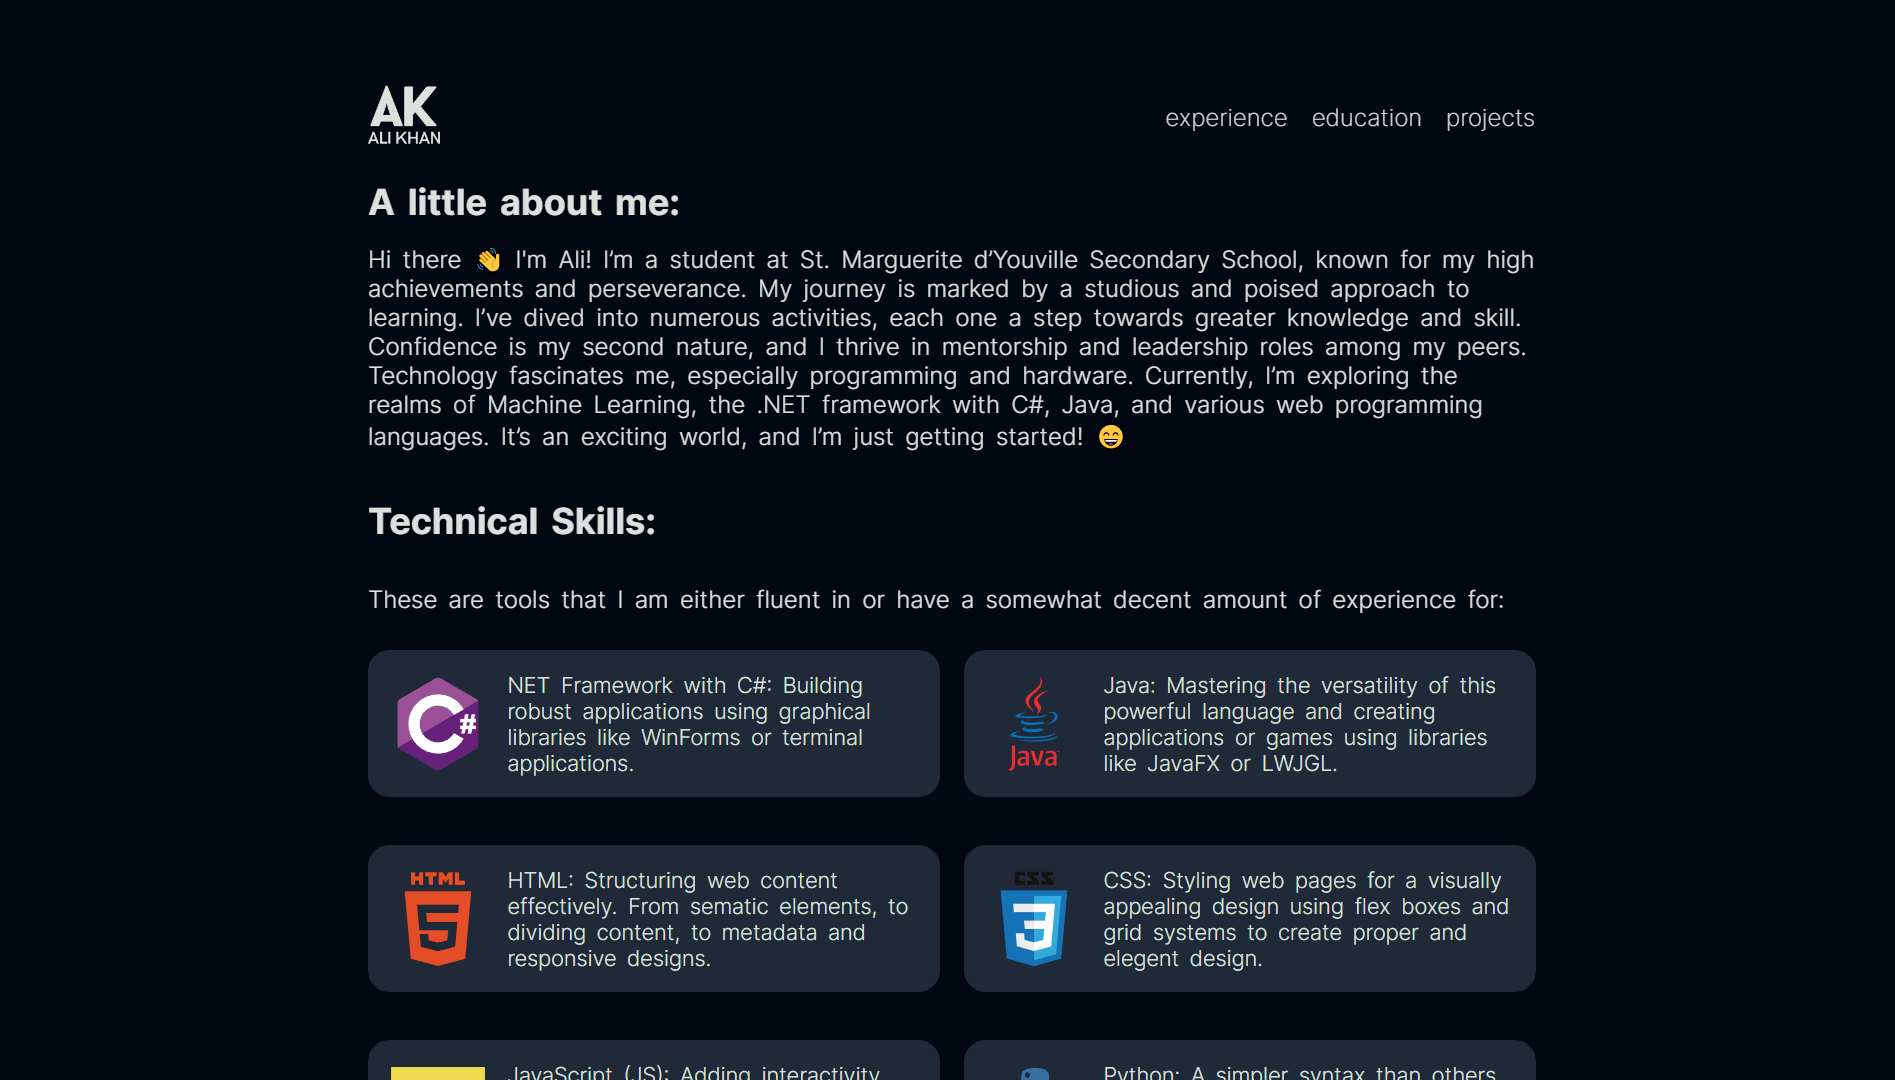 AK
ALI KHAN
experience education projects
A little about me:
Hi there 👋 I'm Ali! I’m a student at St. Marguerite d’Youville Secondary School, known for my high
achievements and perseverance. My journey is marked by a studious and poised approach to
learning. I’ve dived into numerous activities, each one a step towards greater knowledge and skill.
Confidence is my second nature, and I thrive in mentorship and leadership roles among my peers.
Technology fascinates me, especially programming and hardware. Currently, I’m exploring the
realms of Machine Learning, the .NET framework with C#, Java, and various web programming
languages. It’s an exciting world, and I’m just getting started! 😄
Technical Skills:
These are tools that I am either fluent in or have a somewhat decent amount of experience for:
C#
NET Framework with C#: Building
robust applications using graphical
libraries like WinForms or terminal
applications.
Java
Java: Mastering the versatility of this
powerful language and creating
applications or games using libraries
like JavaFX or LWJGL.
HTML
5
HTML: Structuring web content
effectively. From sematic elements, to
dividing content, to metadata and
responsive designs.
CSS
3
CSS: Styling web pages for a visually
appealing design using flex boxes and
grid systems to create proper and
elegent design.
JavaScript (JS): Adding interactivity
Python: A simpler syntax than others